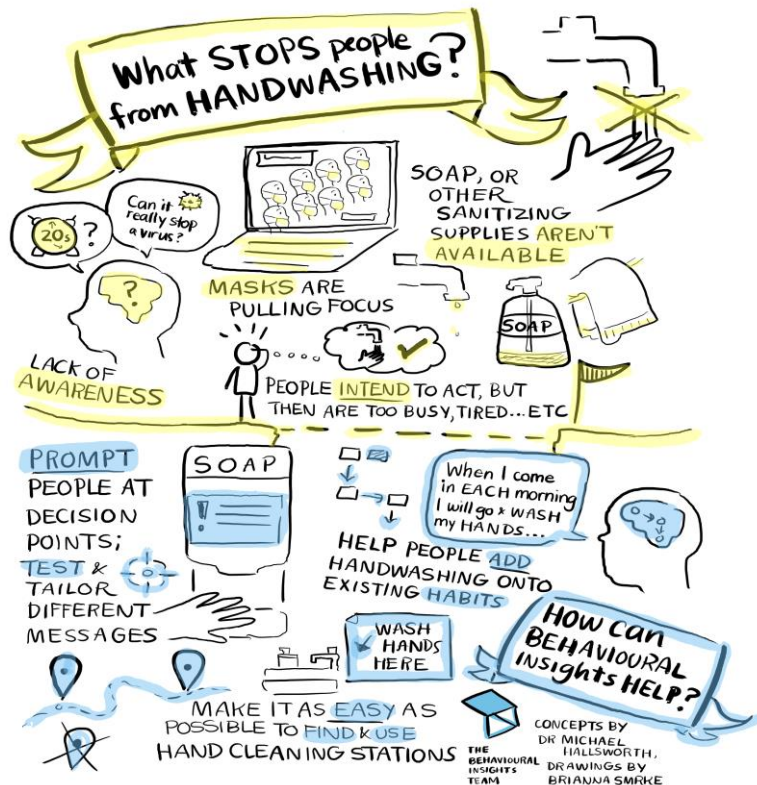 What STOPS people
from HANDWASHING?
20s
?
Can it
really stop
a virus?
?
LACK OF
AWARENESS
MASKS ARE
PULLING FOCUS
SOAP, OR
OTHER
SANITIZING
SUPPLIES AREN'T
AVAILABLE
SOAP
PEOPLE INTEND TO ACT, BUT
THEN ARE TOO BUSY, TIRED...ETC
PROMPT
PEOPLE AT
DECISION
POINTS;
TEST &
TAILOR
DIFFERENT
MESSAGES
SOAP
!
When I come
in EACH morning
I will go & WASH
my HANDS...
HELP PEOPLE ADD
HANDWASHING ONTO
EXISTING HABITS
WASH
HANDS
HERE
MAKE IT AS EASY AS
POSSIBLE TO FIND & USE
HAND CLEANING STATIONS
HOW CAN
BEHAVIOURAL
INSIGHTS HELP?
THE
BEHAVIOURAL
INSIGHTS
TEAM
CONCEPTS BY
DR MICHAEL
HALLSWORTH,
DRAWINGS BY
BRIANNA SMRKE